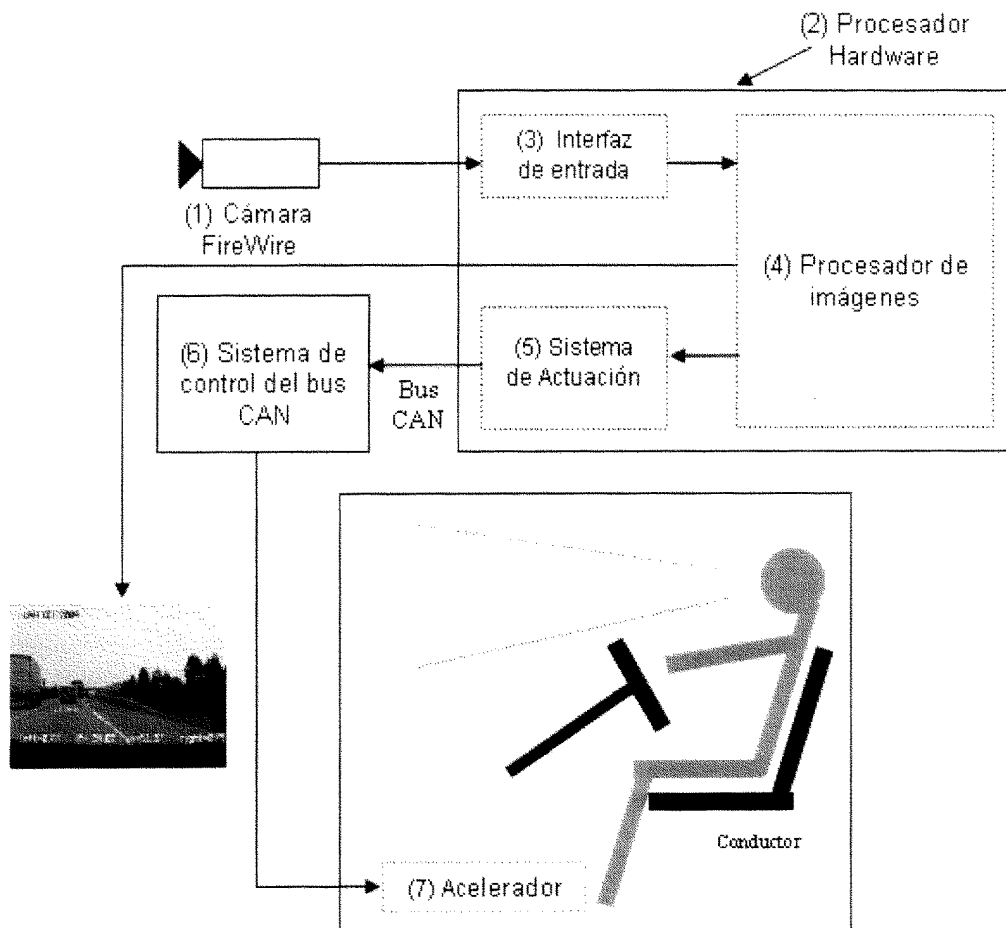 (2) Procesador
Hardware
(3) Interfaz
de entrada
(1) Cámara
FireWire
(4) Procesador de
imágenes
(5) Sistema
de Actuación
(6) Sistema de
control del bus
CAN
Bus
CAN
Conductor
(7) Acelerador